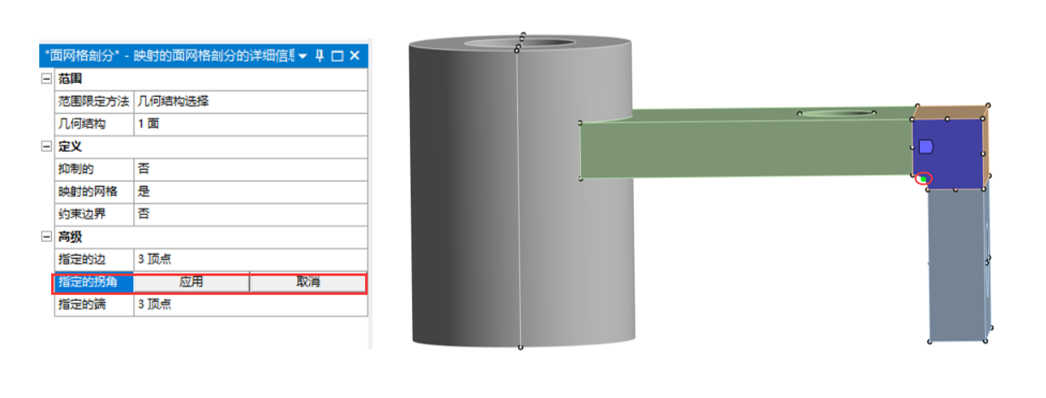 "面网格剖分" - 映射的面网格剖分的详细信息
范围
范围限定方法 几何结构选择
几何结构 1 面
定义
抑制的 否
映射的网格 是
约束边界 否
高级
指定的边 3 顶点
指定的拐角 应用 取消
指定的端 3 顶点